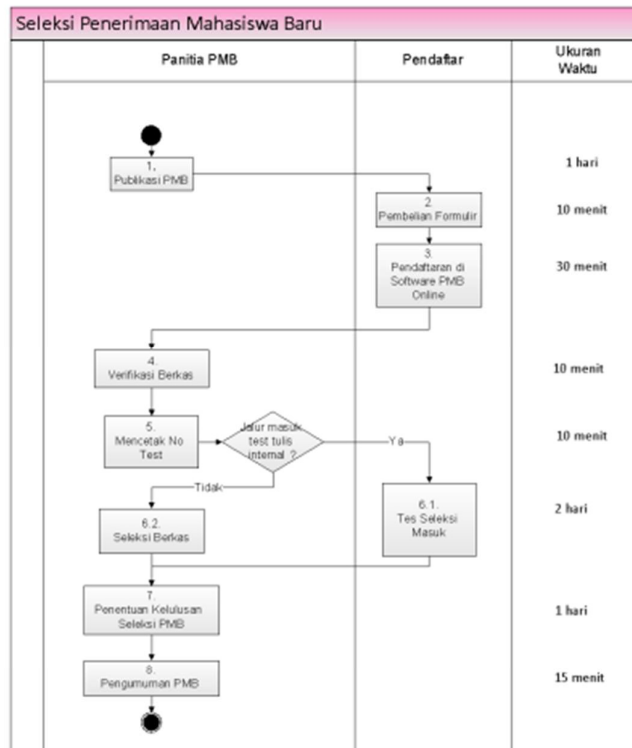 Seleksi Penerimaan Mahasiswa Baru
Panitia PMB
Pendaftar
Ukuran
Waktu
1.
Publikasi PMB
1 hari
2.
Pembelian Formulir
10 menit
3.
Pendaftaran di
Software PMB
Online
30 menit
4.
Verifikasi Berkas
10 menit
5.
Mencetak No
Test
Jalur masuk
test tulis
internal ?
Ya
10 menit
Tidak
6.2.
Seleksi Berkas
6.1.
Tes Seleksi
Masuk
2 hari
7.
Penentuan Kelulusan
Seleksi PMB
1 hari
8.
Pengumuman PMB
15 menit